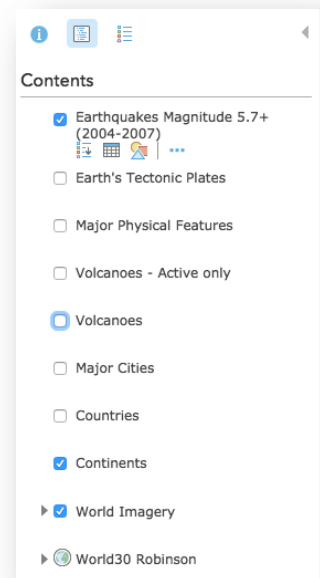 Contents
Earthquakes Magnitude 5.7+
(2004-2007)
Earth's Tectonic Plates
Major Physical Features
Volcanoes - Active only
Volcanoes
Major Cities
Countries
Continents
World Imagery
World30 Robinson